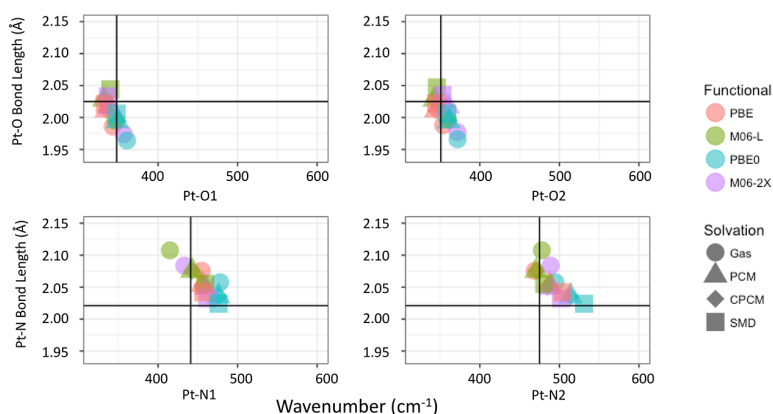 Pt-O Bond Length (Å)
2.15
2.10
2.05
2.00
1.95
400
500
600
Pt-O1
2.15
2.10
2.05
2.00
1.95
400
500
600
Pt-O2
Pt-N Bond Length (Å)
2.15
2.10
2.05
2.00
1.95
400
500
600
Pt-N1
2.15
2.10
2.05
2.00
1.95
400
500
600
Pt-N2
Wavenumber (cm⁻¹)
Functional
PBE
M06-L
PBE0
M06-2X
Solvation
Gas
PCM
CPCM
SMD